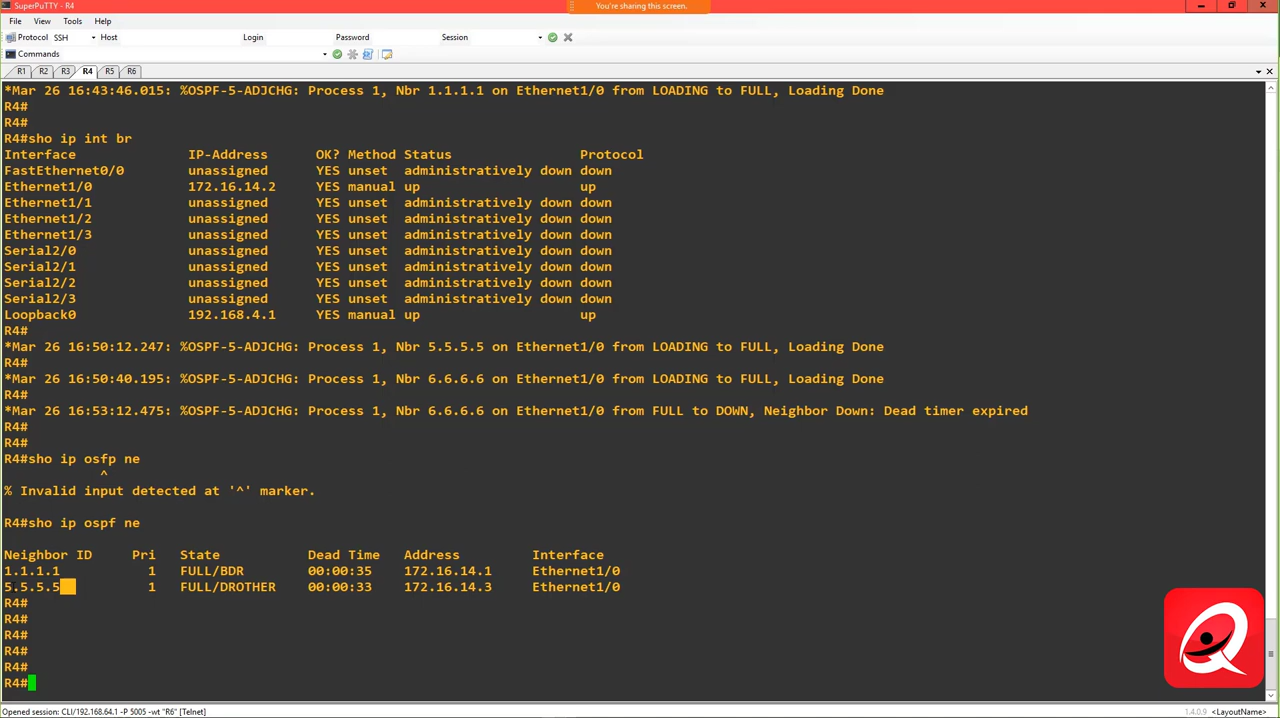 SuperPuTTY - R4
You're sharing this screen.
File View Tools Help
Protocol SSH Host Login Password Session
Commands
R1 R2 R3 R4 R5 R6
*Mar 26 16:43:46.015: %OSPF-5-ADJCHG: Process 1, Nbr 1.1.1.1 on Ethernet1/0 from LOADING to FULL, Loading Done
R4#
R4#
R4#sho ip int br
Interface IP-Address OK? Method Status Protocol
FastEthernet0/0 unassigned YES unset administratively down down
Ethernet1/0 172.16.14.2 YES manual up up
Ethernet1/1 unassigned YES unset administratively down down
Ethernet1/2 unassigned YES unset administratively down down
Ethernet1/3 unassigned YES unset administratively down down
Serial2/0 unassigned YES unset administratively down down
Serial2/1 unassigned YES unset administratively down down
Serial2/2 unassigned YES unset administratively down down
Serial2/3 unassigned YES unset administratively down down
Loopback0 192.168.4.1 YES manual up up
R4#
*Mar 26 16:50:12.247: %OSPF-5-ADJCHG: Process 1, Nbr 5.5.5.5 on Ethernet1/0 from LOADING to FULL, Loading Done
R4#
*Mar 26 16:50:40.195: %OSPF-5-ADJCHG: Process 1, Nbr 6.6.6.6 on Ethernet1/0 from LOADING to FULL, Loading Done
R4#
*Mar 26 16:53:12.475: %OSPF-5-ADJCHG: Process 1, Nbr 6.6.6.6 on Ethernet1/0 from FULL to DOWN, Neighbor Down: Dead timer expired
R4#
R4#
R4#sho ip osfp ne
^
% Invalid input detected at '^' marker.
R4#sho ip ospf ne
Neighbor ID Pri State Dead Time Address Interface
1.1.1.1 1 FULL/BDR 00:00:35 172.16.14.1 Ethernet1/0
5.5.5.5 1 FULL/DROTHER 00:00:33 172.16.14.3 Ethernet1/0
R4#
R4#
R4#
R4#
R4#
R4#
Opened session: CLI/192.168.64.1 -P 5005 -wt "R6" [Telnet]
1.4.0.9 <LayoutName>